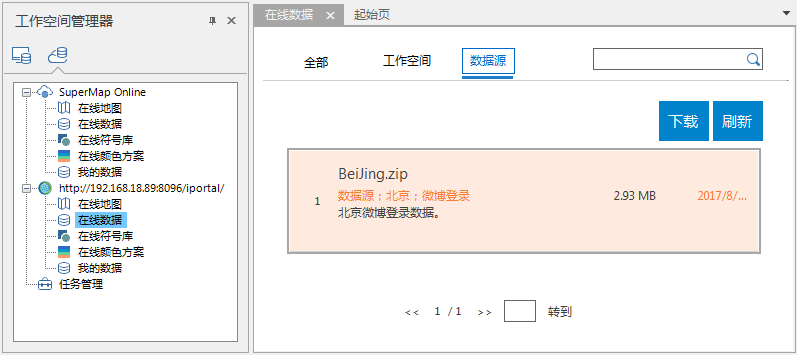 工作空间管理器
SuperMap Online
在线地图
在线数据
在线符号库
在线颜色方案
我的数据
http://192.168.18.89:8096/iportal/
在线地图
在线数据
在线符号库
在线颜色方案
我的数据
任务管理
在线数据 起始页
全部 工作空间 数据源
下载 刷新
BeiJing.zip
1 数据源；北京；微博登录 2.93 MB 2017/8/...
北京微博登录数据。
<< 1 / 1 >> 转到